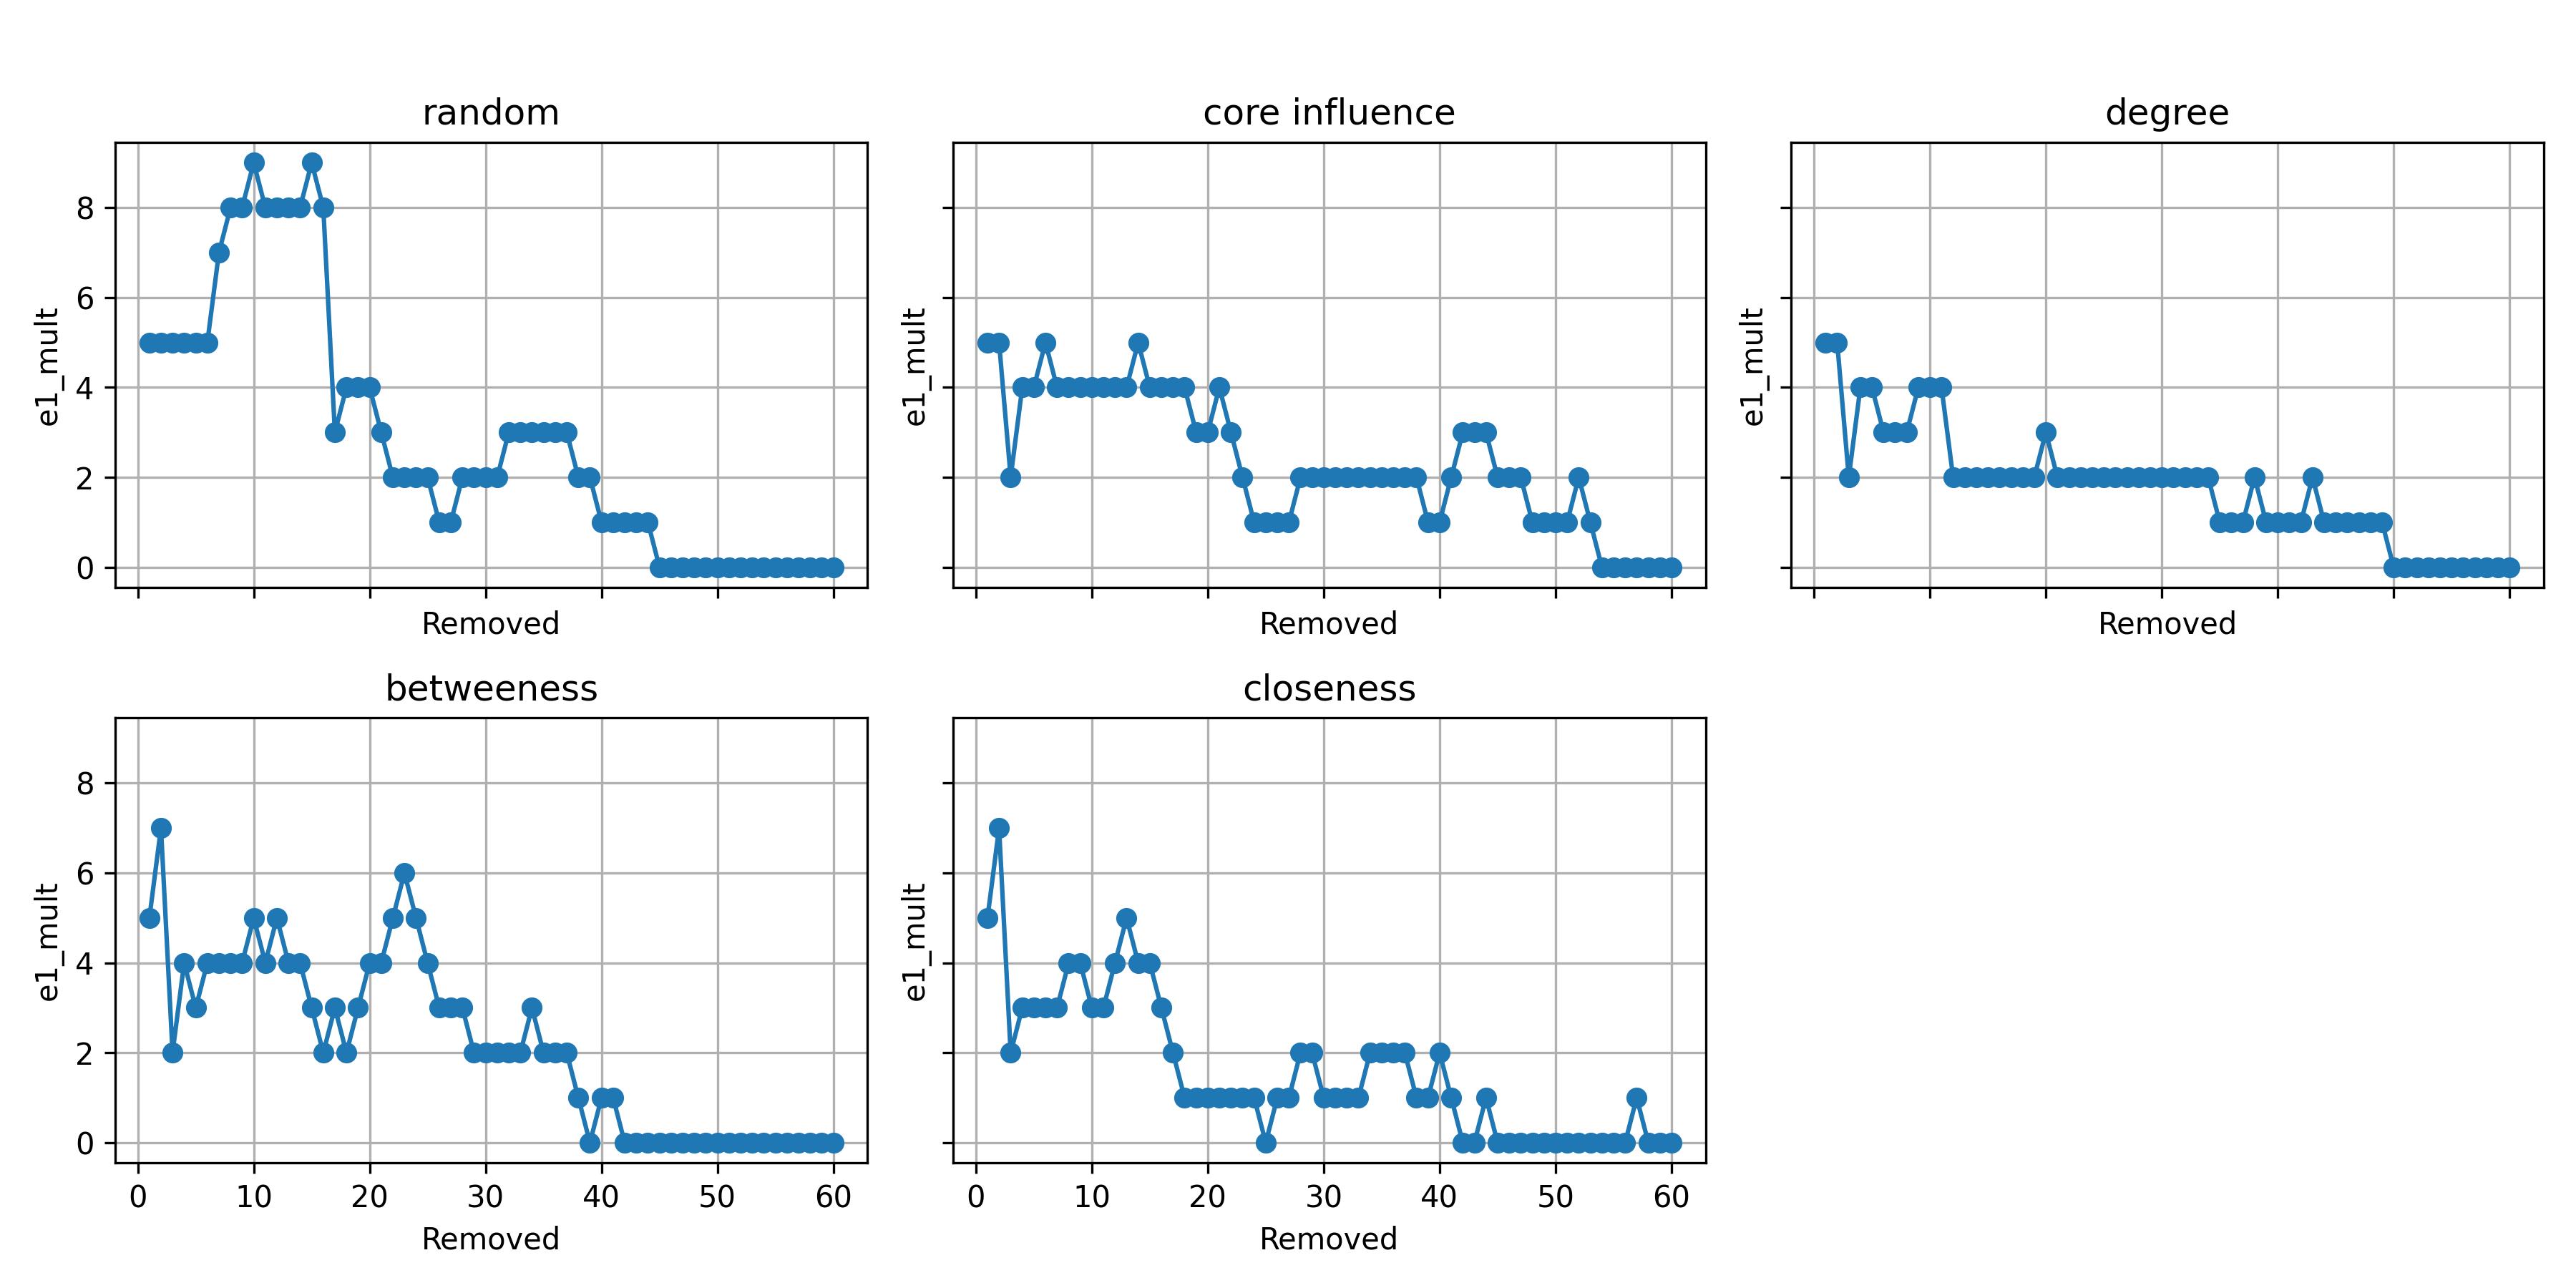 random
core influence
degree
8
6
4
2
0
e1_mult
e1_mult
e1_mult
Removed
Removed
Removed
betweeness
closeness
8
6
4
2
0
e1_mult
e1_mult
0 10 20 30 40 50 60
0 10 20 30 40 50 60
Removed
Removed